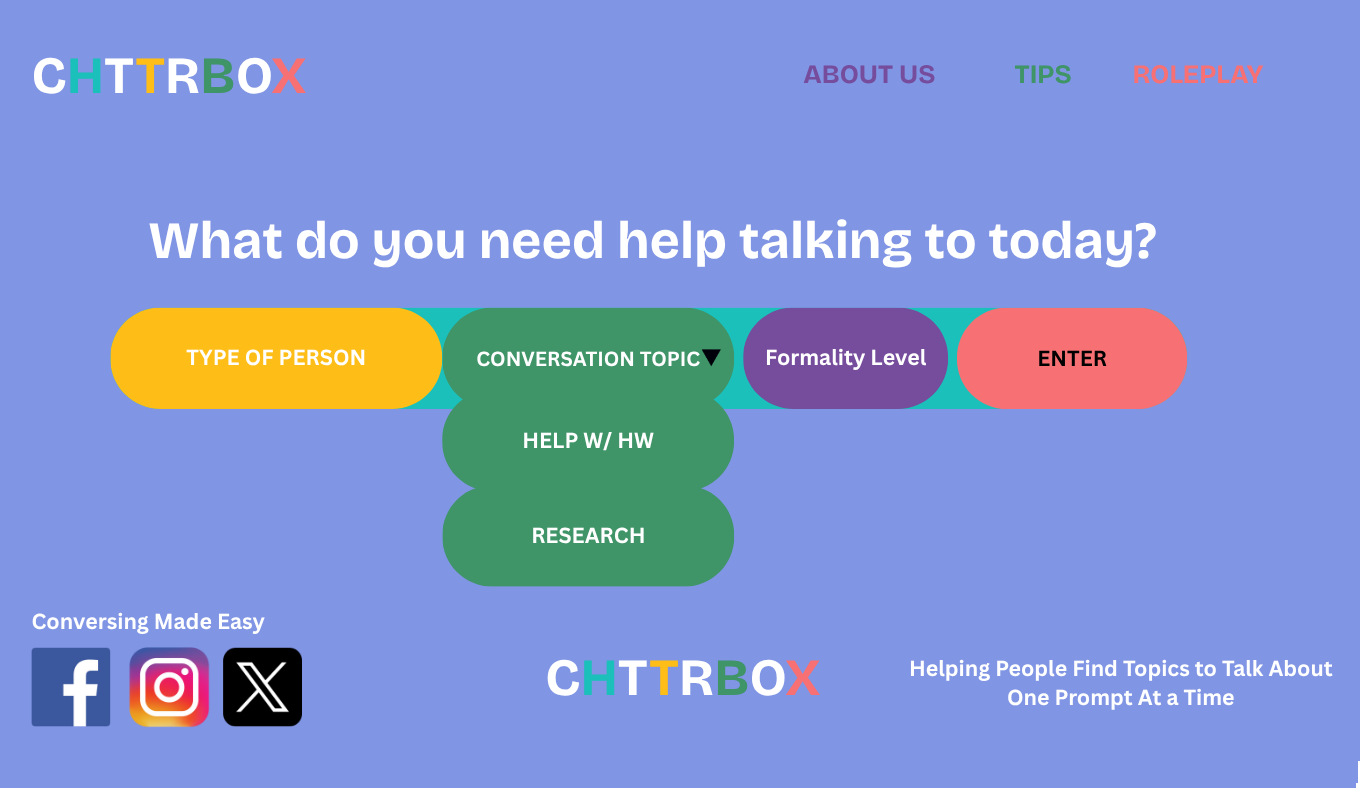 CHTTRBOX
ABOUT US
TIPS
ROLEPLAY
What do you need help talking to today?
TYPE OF PERSON
CONVERSATION TOPIC
Formality Level
ENTER
HELP W/ HW
RESEARCH
Conversing Made Easy
CHTTRBOX
Helping People Find Topics to Talk About
One Prompt At a Time